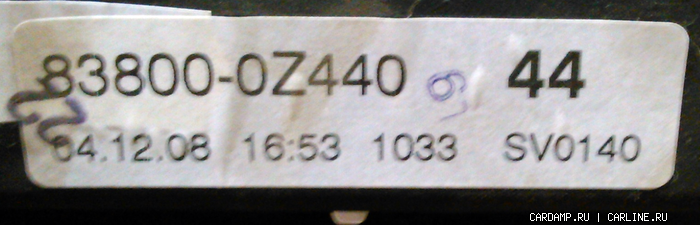 83800-0Z440 44
04.12.08 16:53 1033 SV0140
CARDAMP.RU | CARLINE.RU